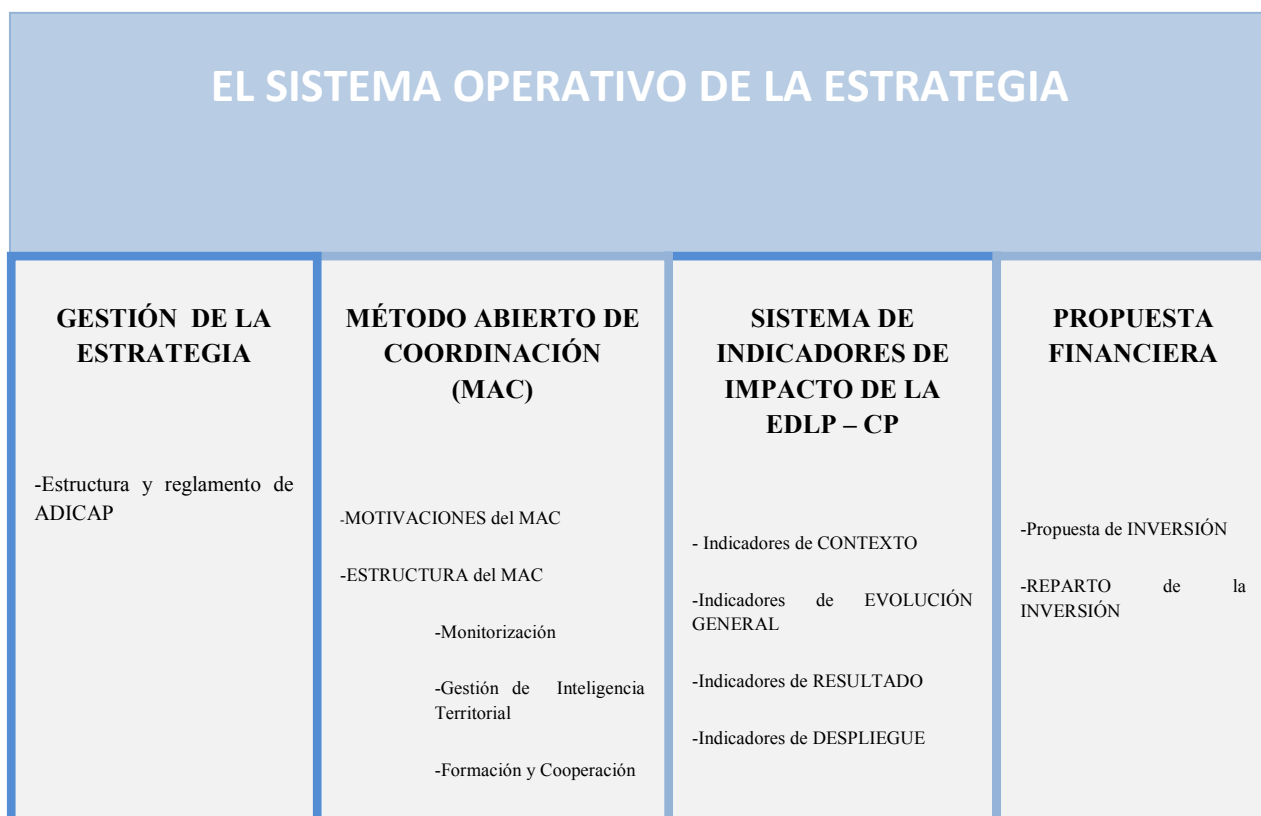 EL SISTEMA OPERATIVO DE LA ESTRATEGIA
GESTIÓN DE LA
ESTRATEGIA
-Estructura y reglamento de
ADICAP
MÉTODO ABIERTO DE
COORDINACIÓN
(MAC)
-MOTIVACIONES del MAC
-ESTRUCTURA del MAC
-Monitorización
-Gestión de Inteligencia
Territorial
-Formación y Cooperación
SISTEMA DE
INDICADORES DE
IMPACTO DE LA
EDLP – CP
- Indicadores de CONTEXTO
-Indicadores de EVOLUCIÓN
GENERAL
-Indicadores de RESULTADO
-Indicadores de DESPLIEGUE
PROPUESTA
FINANCIERA
-Propuesta de INVERSIÓN
-REPARTO de la
INVERSIÓN